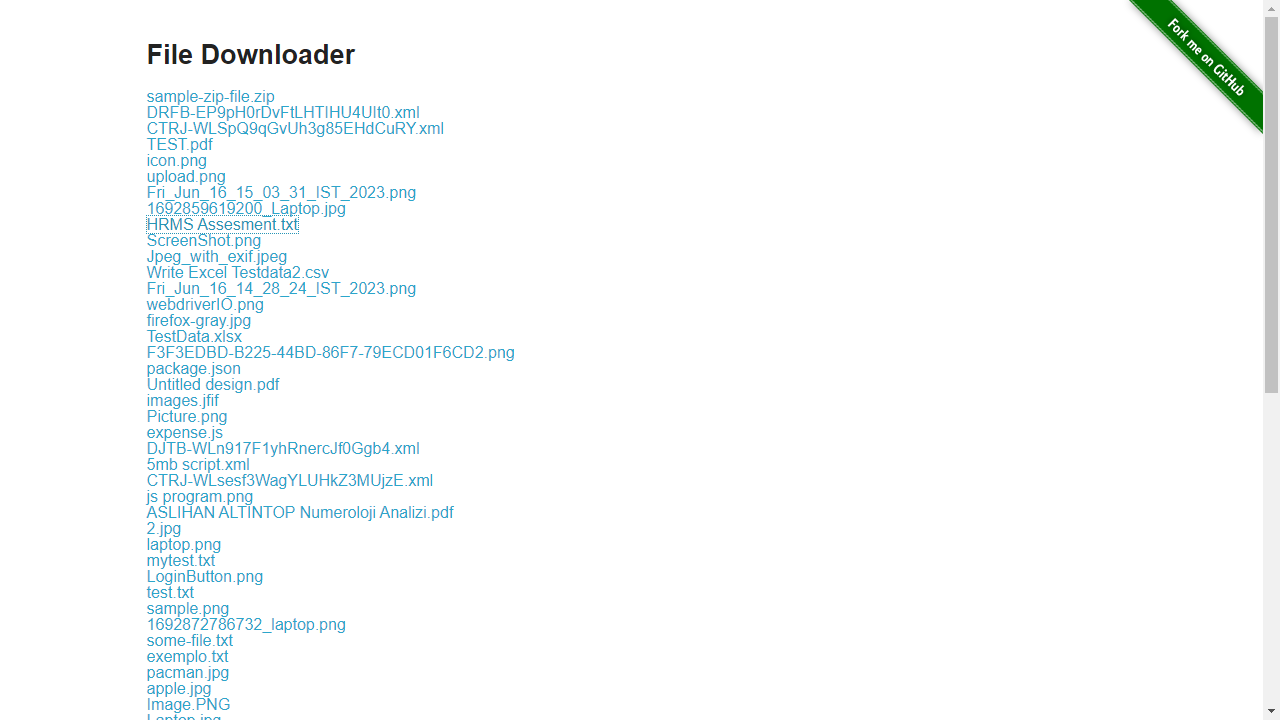 File Downloader
Fork me on GitHub
sample-zip-file.zip
DRFB-EP9pH0rDvFtLHTIHU4UIt0.xml
CTRJ-WLSpQ9qGvUh3g85EHdCuRY.xml
TEST.pdf
icon.png
upload.png
Fri_Jun_16_15_03_31_IST_2023.png
1692859619200_Laptop.jpg
HRMS Assesment.txt
ScreenShot.png
Jpeg_with_exif.jpeg
Write Excel Testdata2.csv
Fri_Jun_16_14_28_24_IST_2023.png
webdriverIO.png
firefox-gray.jpg
TestData.xlsx
F3F3EDBD-B225-44BD-86F7-79ECD01F6CD2.png
package.json
Untitled design.pdf
images.jfif
Picture.png
expense.js
DJTB-WLn917F1yhRnercJf0Ggb4.xml
5mb script.xml
CTRJ-WLsesf3WagYLUHkZ3MUjzE.xml
js program.png
ASLIHAN ALTINTOP Numeroloji Analizi.pdf
2.jpg
laptop.png
mytest.txt
LoginButton.png
test.txt
sample.png
1692872786732_laptop.png
some-file.txt
exemplo.txt
pacman.jpg
apple.jpg
Image.PNG
Laptop.jpg